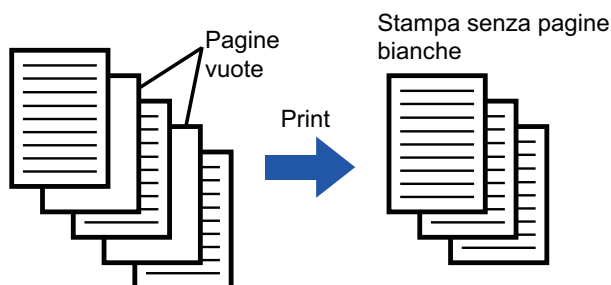 Pagine
vuote
Print
Stampa senza pagine
bianche